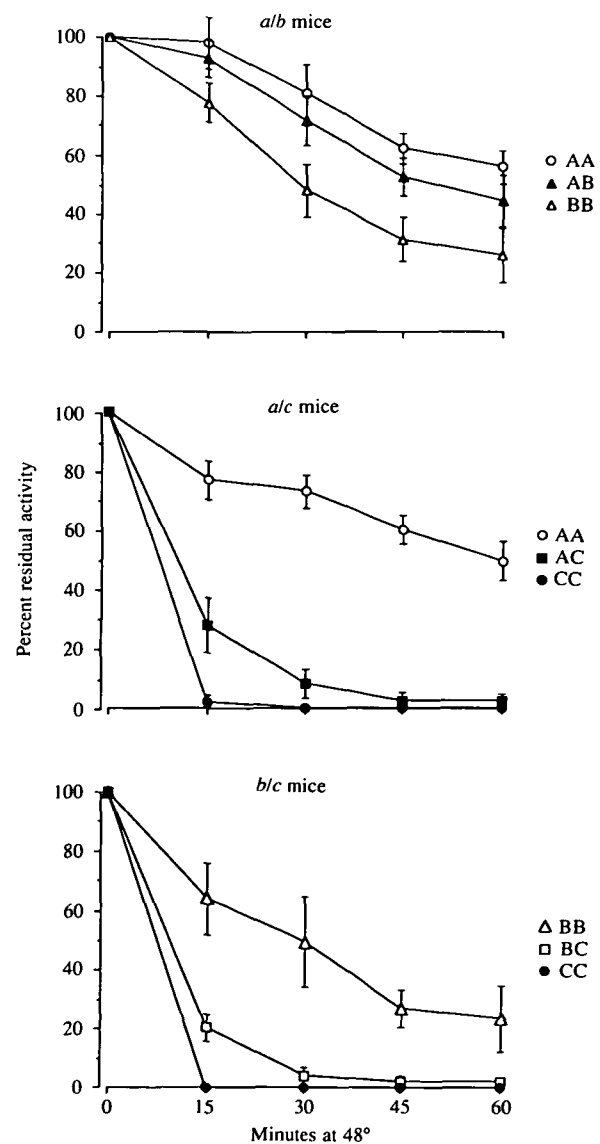 a/b mice
100
80
60
40
20
0
AA
AB
BB
a/c mice
100
80
60
40
20
0
AA
AC
CC
Percent residual activity
b/c mice
100
80
60
40
20
0
BB
BC
CC
0 15 30 45 60
Minutes at 48°